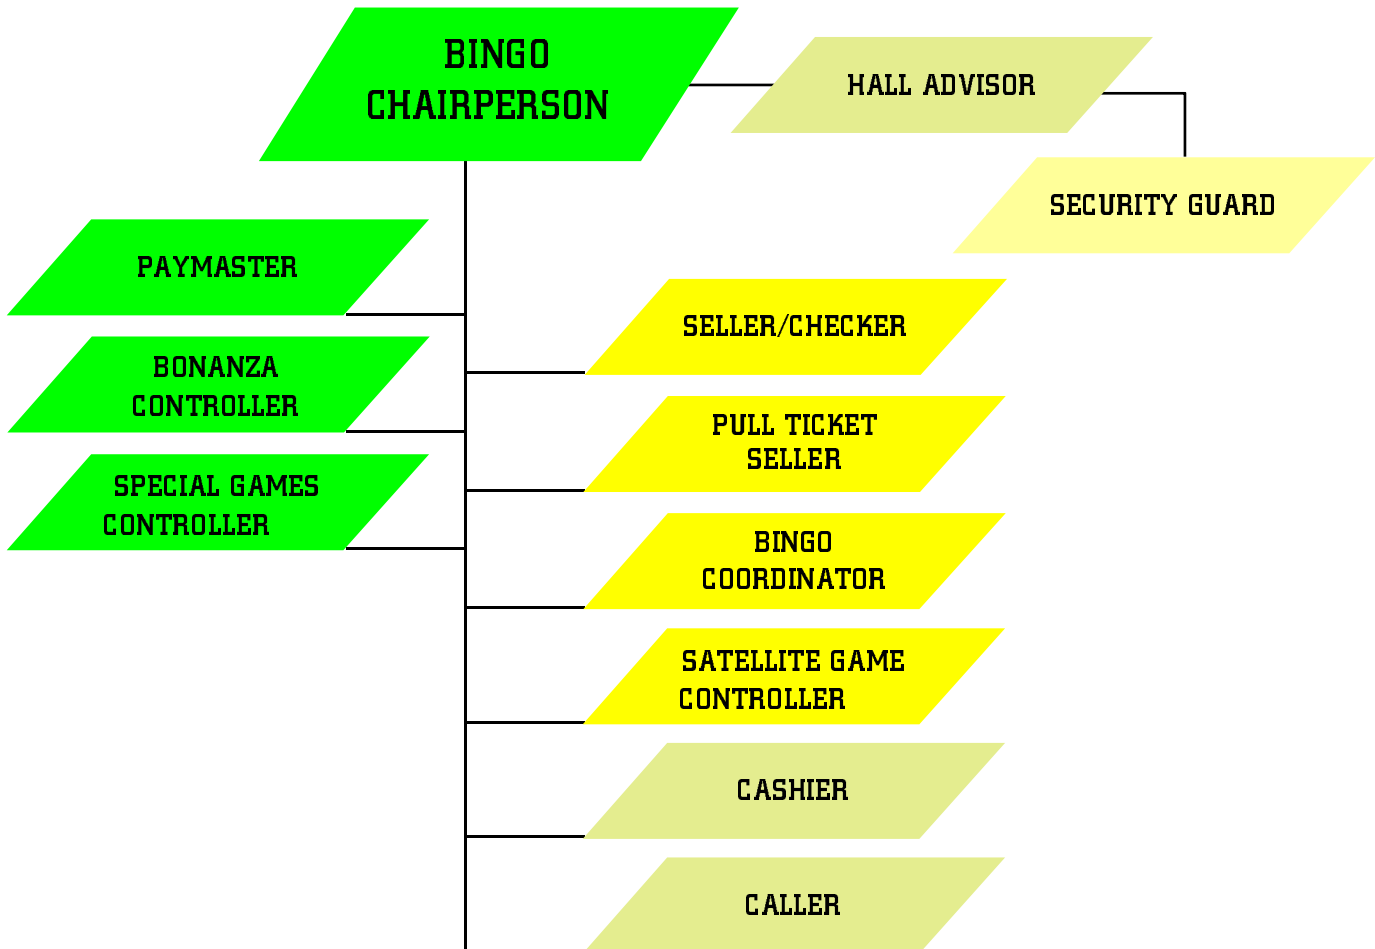 BINGO
CHAIRPERSON
HALL ADVISOR
SECURITY GUARD
PAYMASTER
SELLER/CHECKER
BONANZA
CONTROLLER
PULL TICKET
SELLER
SPECIAL GAMES
CONTROLLER
BINGO
COORDINATOR
SATELLITE GAME
CONTROLLER
CASHIER
CALLER